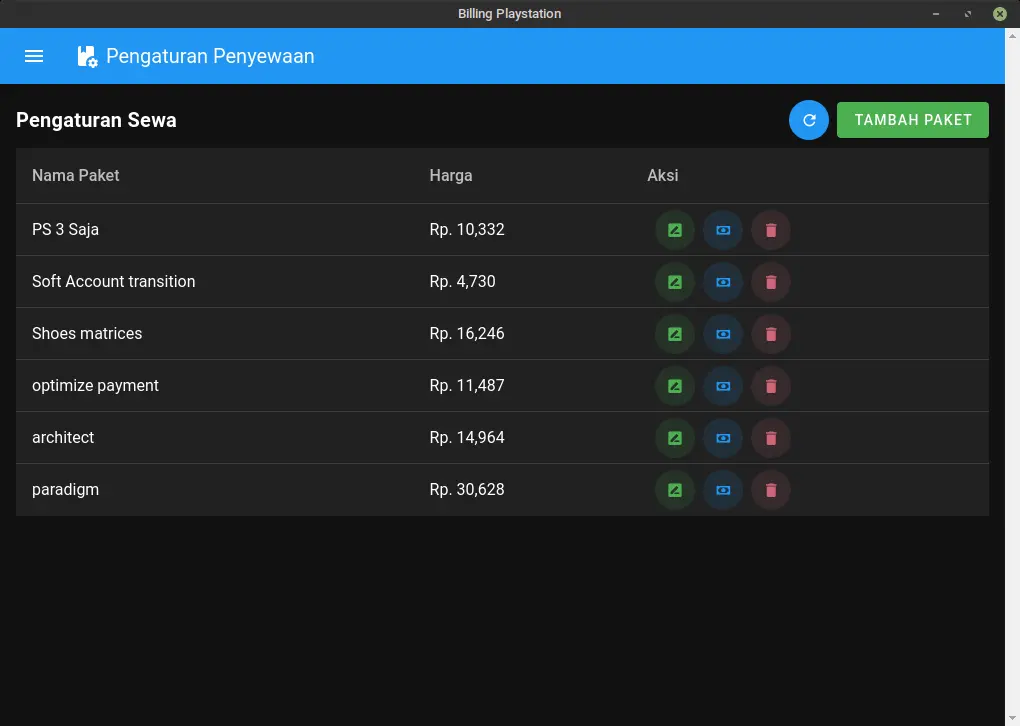 Billing Playstation
Pengaturan Penyewaan
Pengaturan Sewa
TAMBAH PAKET
Nama Paket Harga Aksi
PS 3 Saja Rp. 10,332
Soft Account transition Rp. 4,730
Shoes matrices Rp. 16,246
optimize payment Rp. 11,487
architect Rp. 14,964
paradigm Rp. 30,628